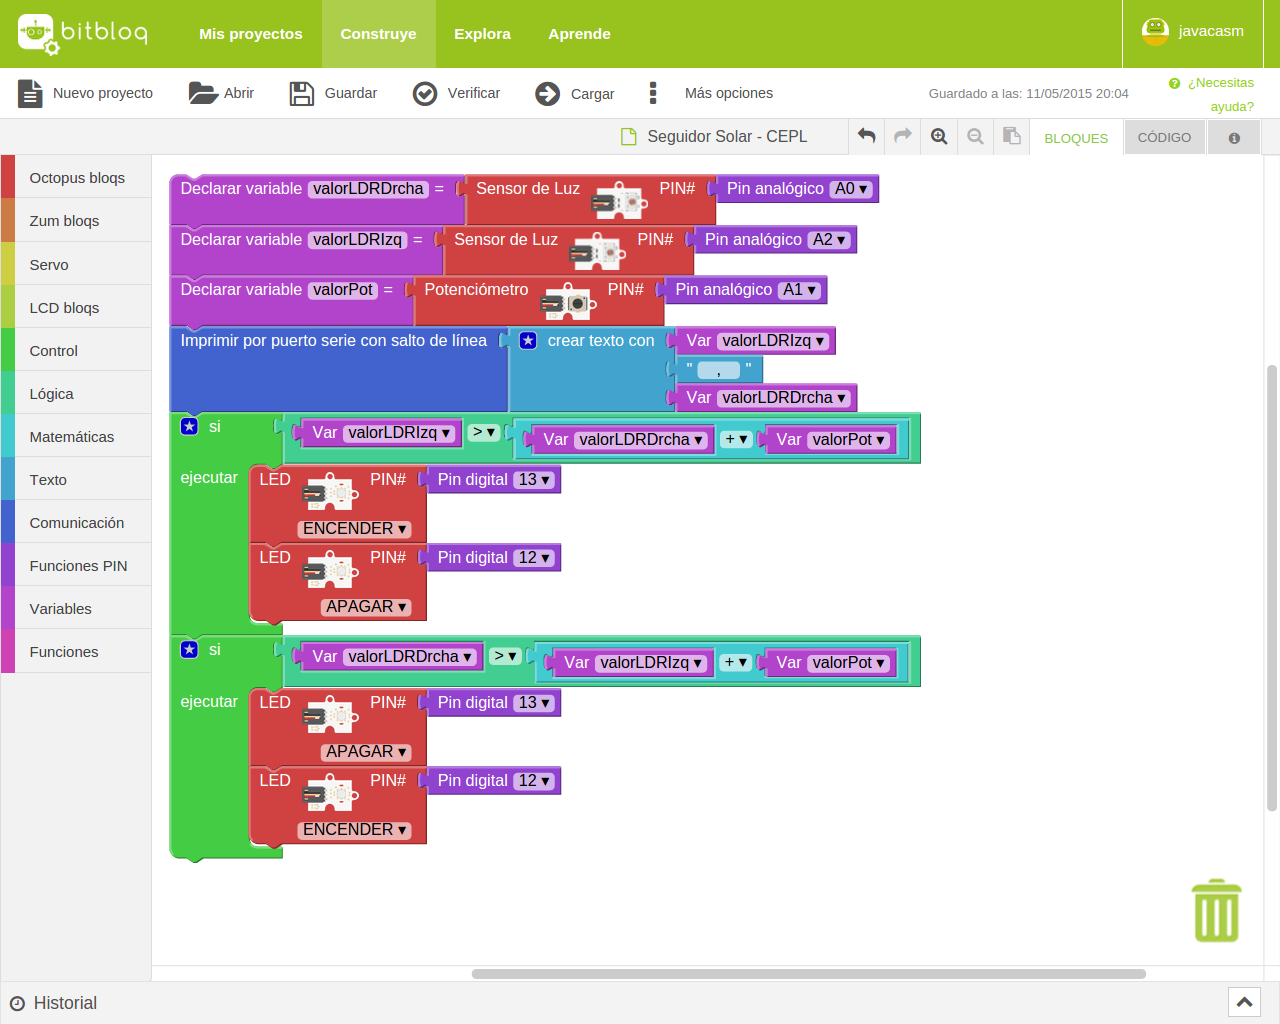 bitbloq Mis proyectos Construye Explora Aprende javacasm
Nuevo proyecto Abrir Guardar Verificar Cargar Más opciones Guardado a las: 11/05/2015 20:04 ¿Necesitas ayuda?
Seguidor Solar - CEPL BLOQUES CÓDIGO
Octopus bloqs
Zum bloqs
Servo
LCD bloqs
Control
Lógica
Matemáticas
Texto
Comunicación
Funciones PIN
Variables
Funciones
Declarar variable valorLDRDrcha = Sensor de Luz PIN# Pin analógico A0 ▾
Declarar variable valorLDRIzq = Sensor de Luz PIN# Pin analógico A2 ▾
Declarar variable valorPot = Potenciómetro PIN# Pin analógico A1 ▾
Imprimir por puerto serie con salto de línea crear texto con Var valorLDRIzq ▾
" , "
Var valorLDRDrcha ▾
si Var valorLDRIzq ▾ > ▾ Var valorLDRDrcha ▾ + ▾ Var valorPot ▾
ejecutar LED PIN# Pin digital 13 ▾
ENCENDER ▾
LED PIN# Pin digital 12 ▾
APAGAR ▾
si Var valorLDRDrcha ▾ > ▾ Var valorLDRIzq ▾ + ▾ Var valorPot ▾
ejecutar LED PIN# Pin digital 13 ▾
APAGAR ▾
LED PIN# Pin digital 12 ▾
ENCENDER ▾
Historial